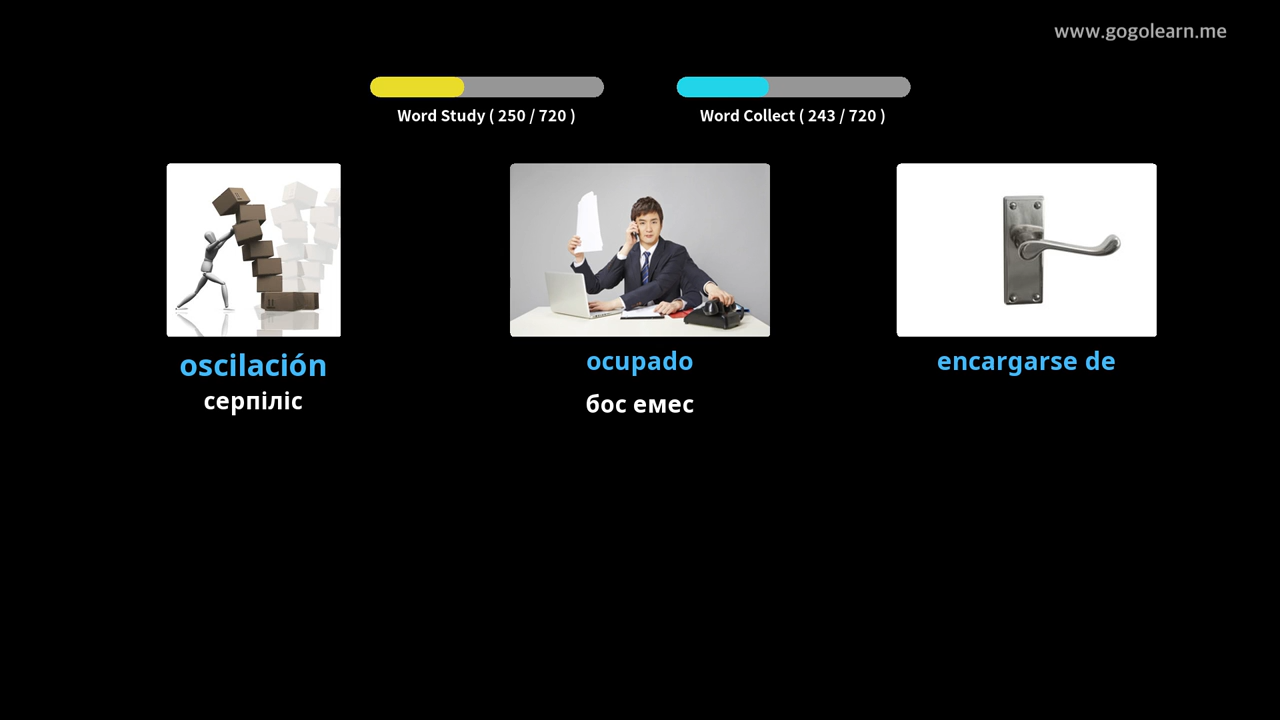 www.gogolearn.me
Word Study ( 250 / 720 )
Word Collect ( 243 / 720 )
oscilación
серпіліс
ocupado
бос емес
encargarse de